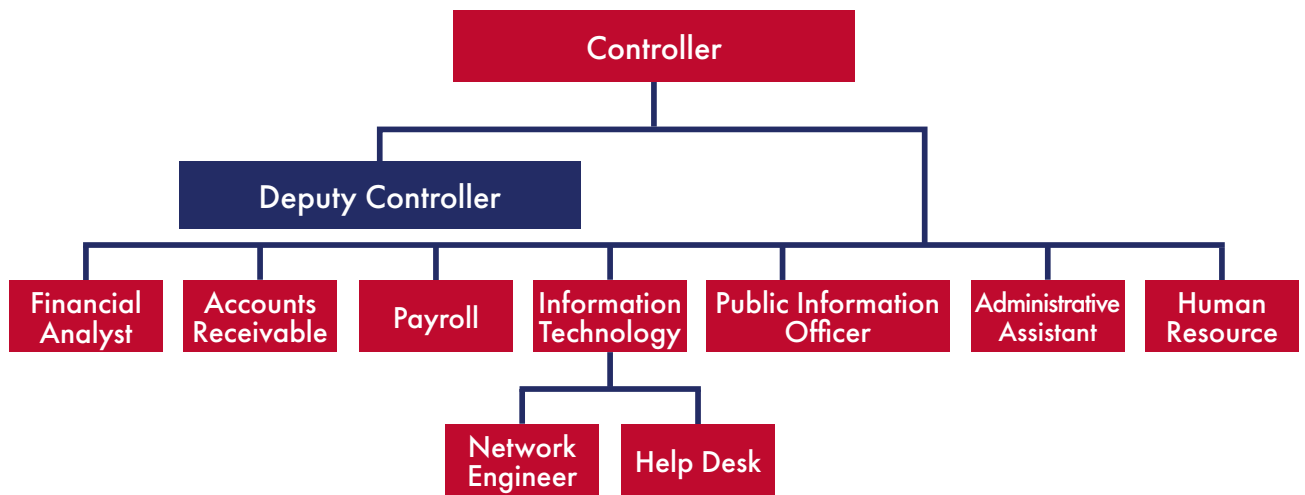 Controller
Deputy Controller
Financial
Analyst
Accounts
Receivable
Payroll
Information
Technology
Public Information
Officer
Administrative
Assistant
Human
Resource
Network
Engineer
Help Desk